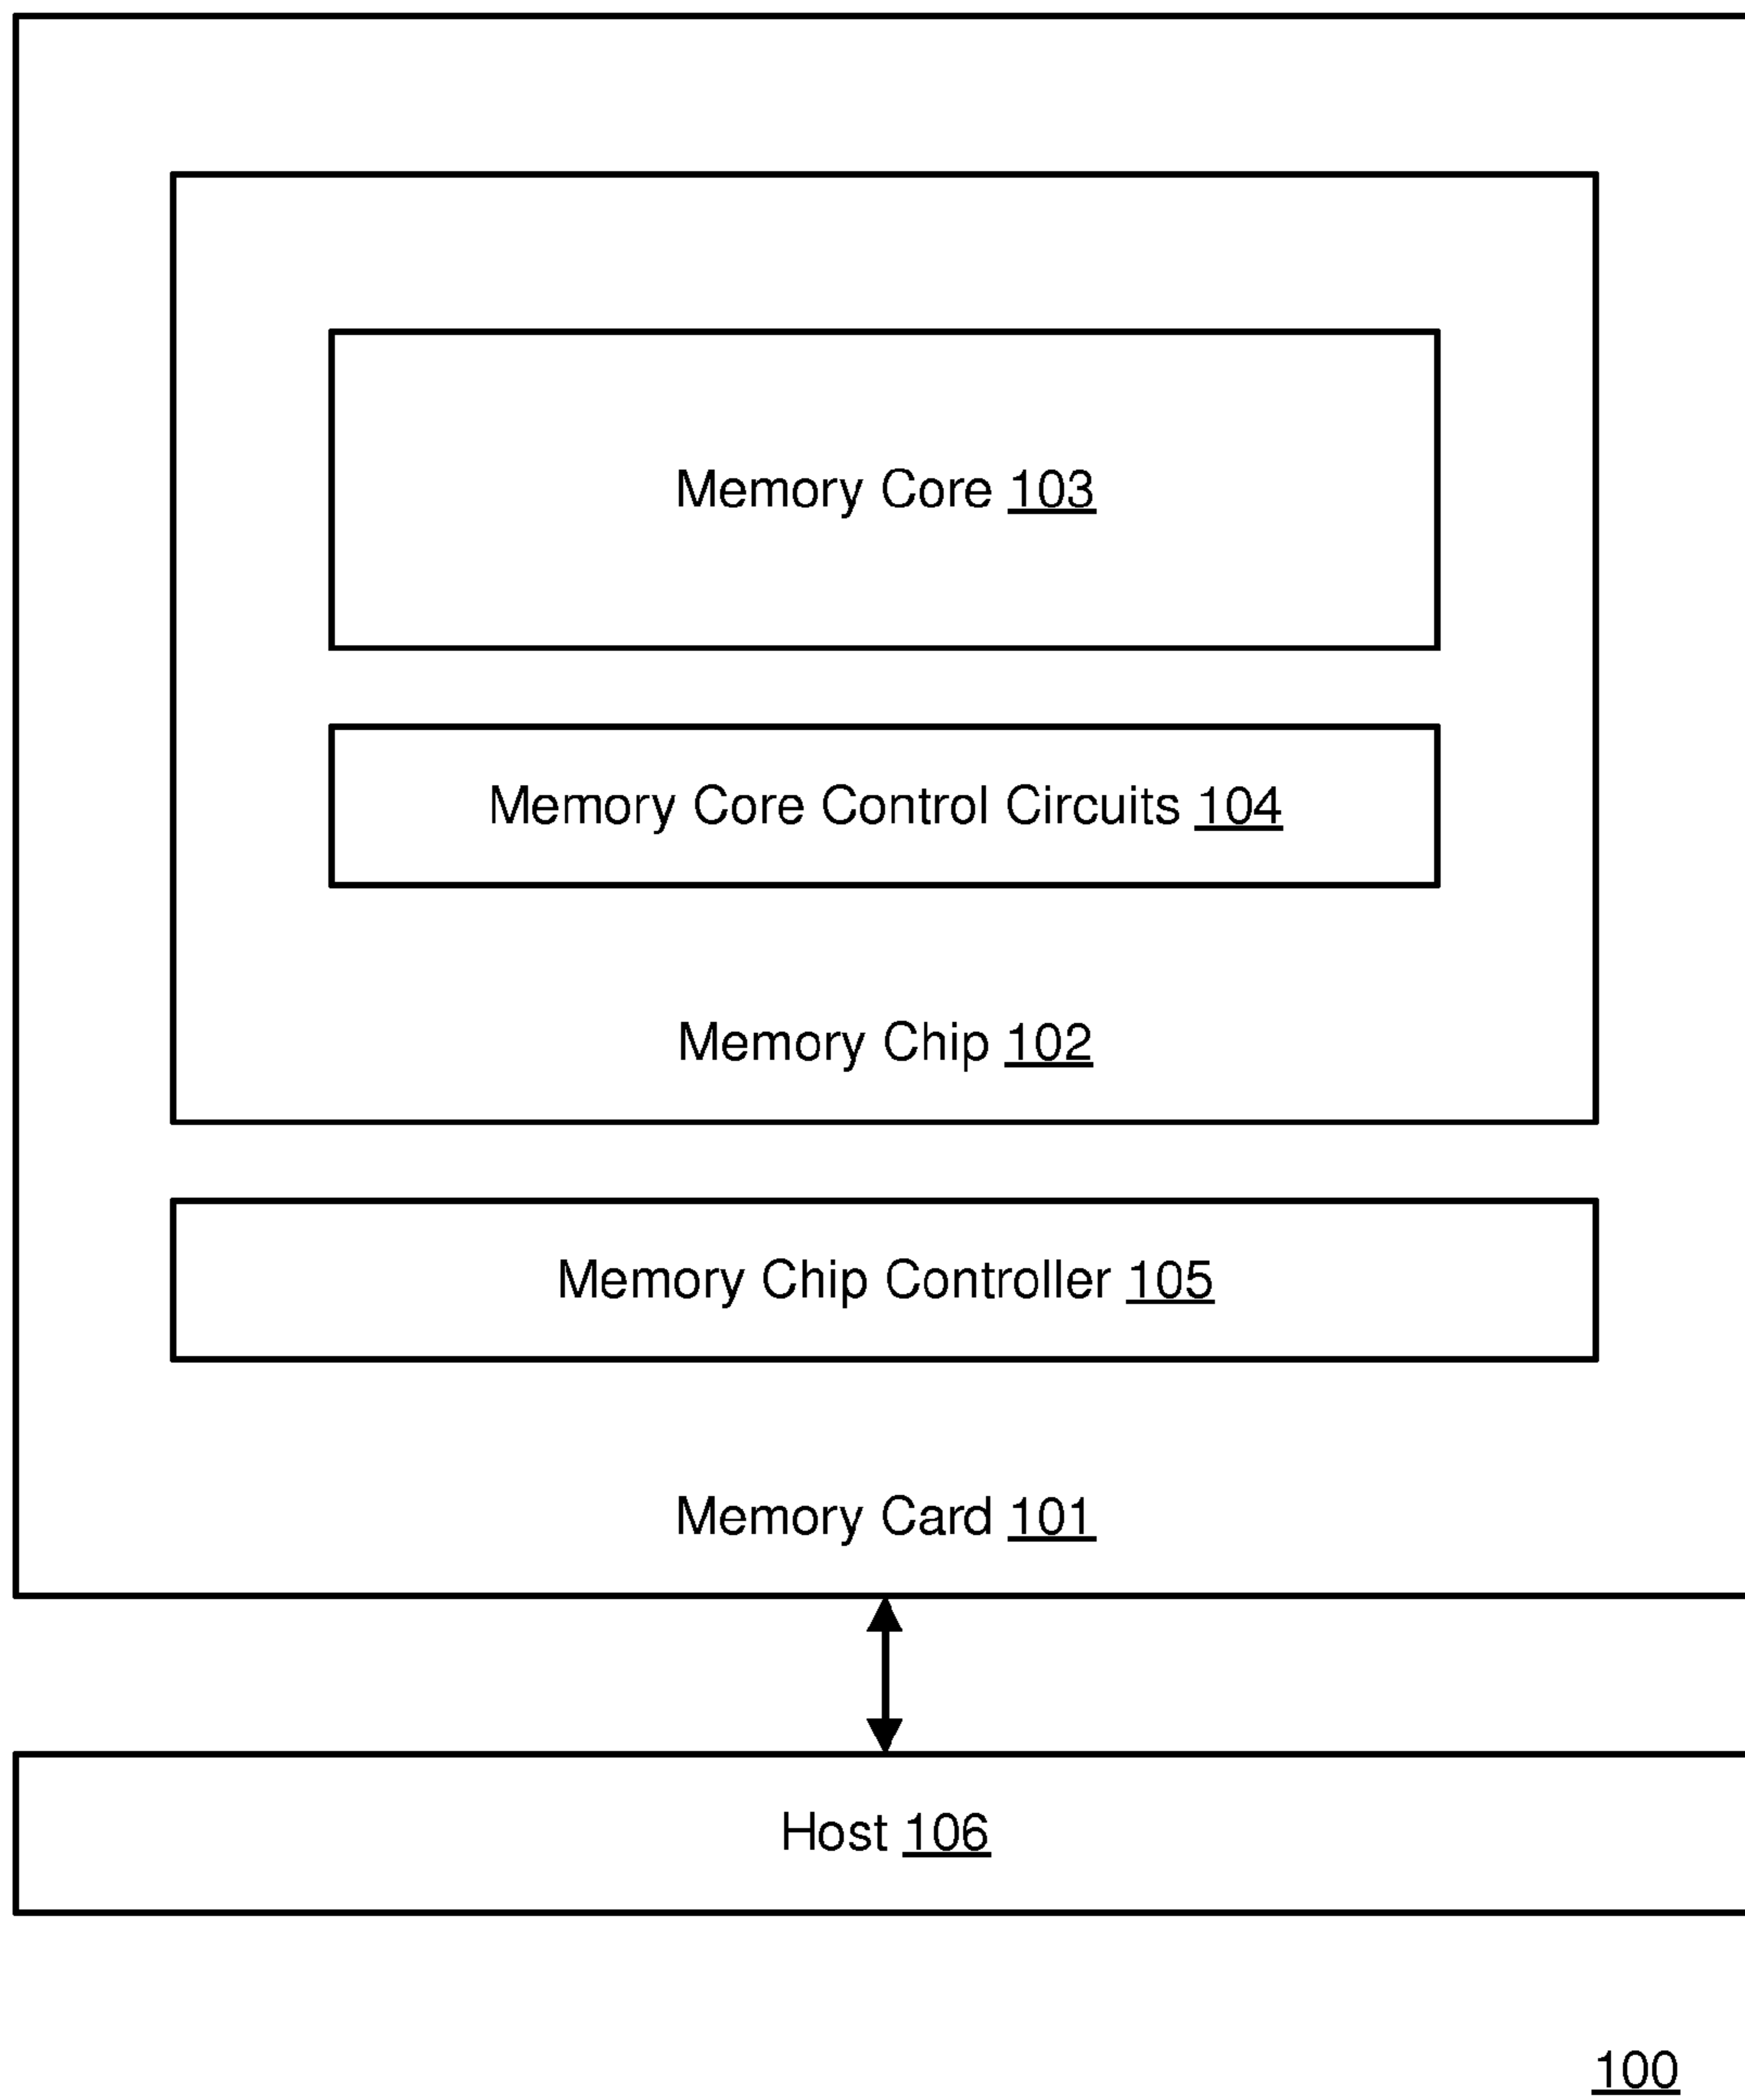 Memory Core 103
Memory Core Control Circuits 104
Memory Chip 102
Memory Chip Controller 105
Memory Card 101
Host 106
100